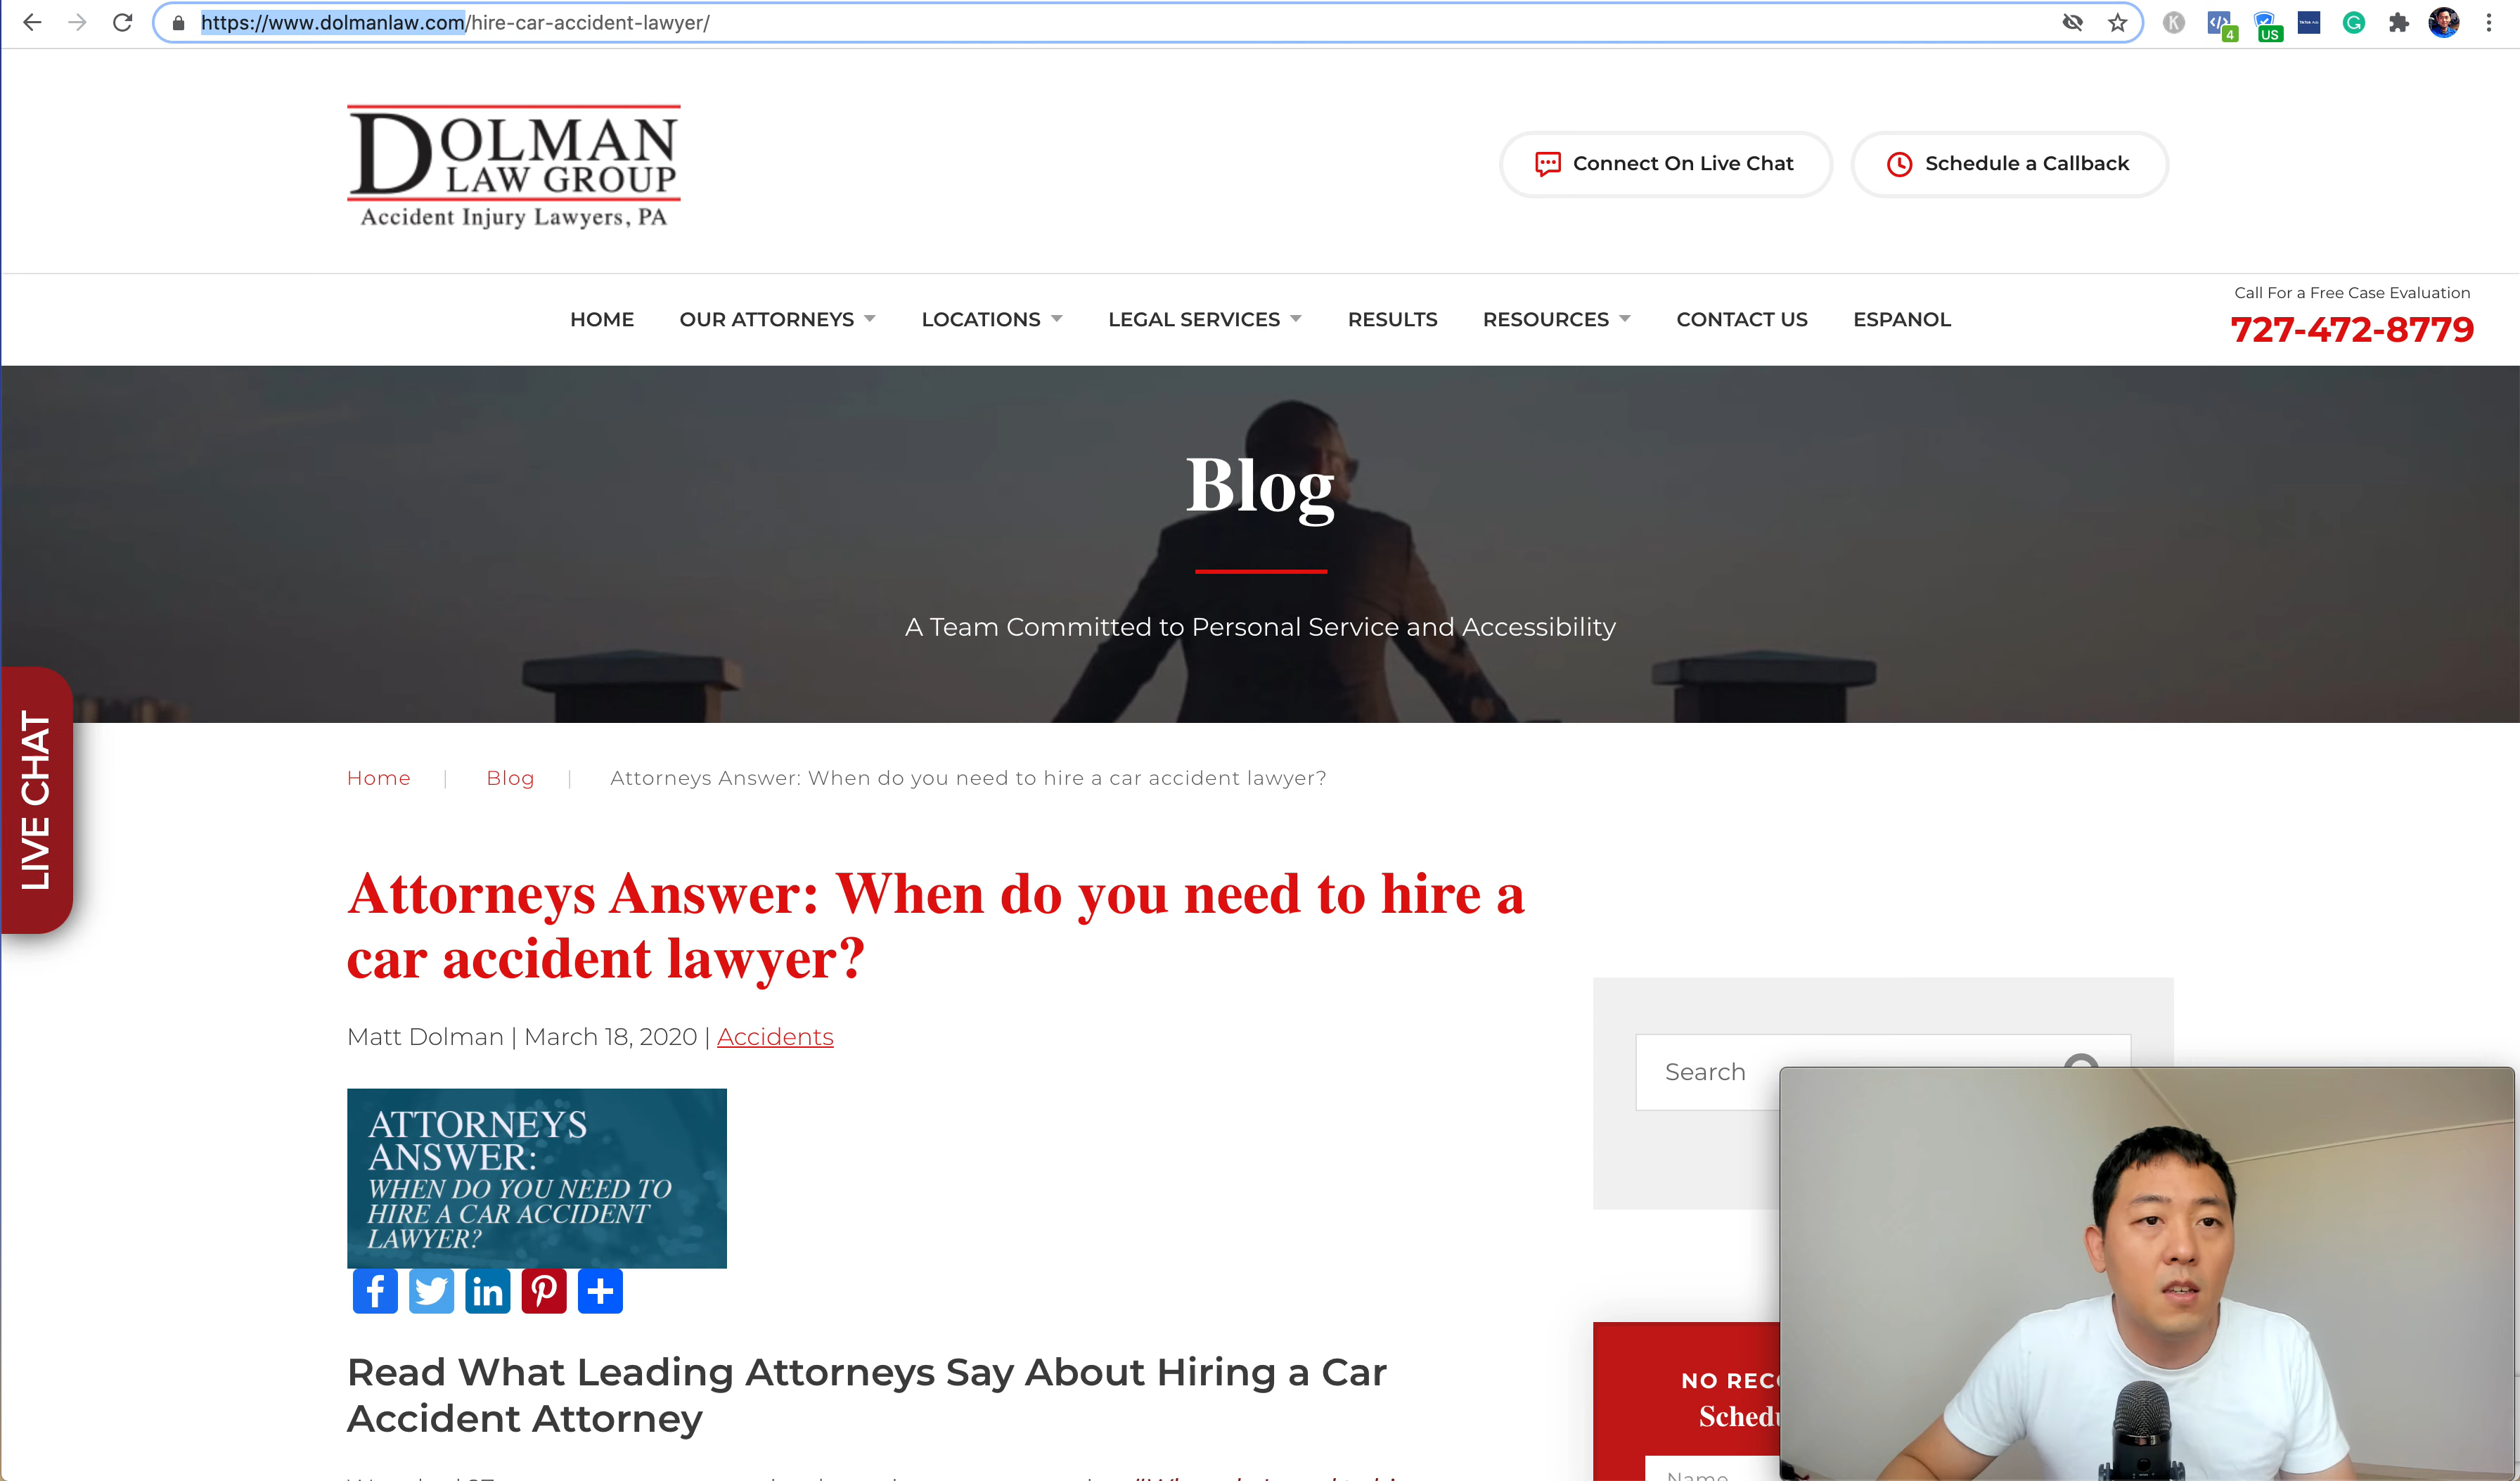 https://www.dolmanlaw.com/hire-car-accident-lawyer/
4
US
DOLMAN
LAW GROUP
Accident Injury Lawyers, PA
Connect On Live Chat
Schedule a Callback
HOME
OUR ATTORNEYS
LOCATIONS
LEGAL SERVICES
RESULTS
RESOURCES
CONTACT US
ESPANOL
Call For a Free Case Evaluation
727-472-8779
Blog
A Team Committed to Personal Service and Accessibility
LIVE CHAT
Home | Blog | Attorneys Answer: When do you need to hire a car accident lawyer?
Attorneys Answer: When do you need to hire a
car accident lawyer?
Matt Dolman | March 18, 2020 | Accidents
Search
ATTORNEYS
ANSWER:
WHEN DO YOU NEED TO
HIRE A CAR ACCIDENT
LAWYER?
Read What Leading Attorneys Say About Hiring a Car
Accident Attorney
NO